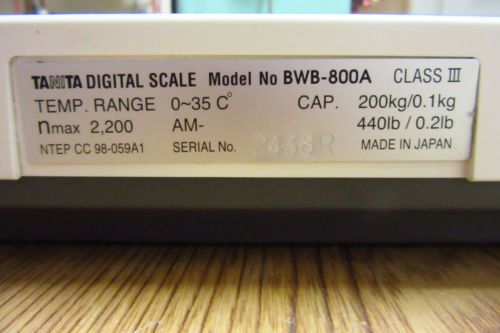 TANITA DIGITAL SCALE Model No BWB-800A CLASS III
TEMP. RANGE 0~35 C° CAP. 200kg/0.1kg
nmax 2,200 AM- 440lb / 0.2lb
NTEP CC 98-059A1 SERIAL No. 2438R MADE IN JAPAN